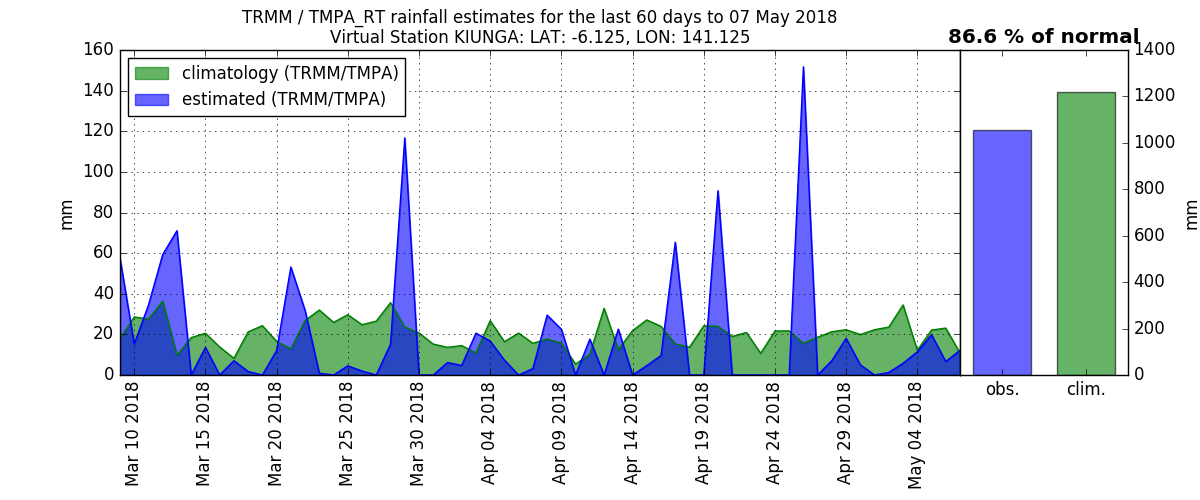 TRMM / TMPA_RT rainfall estimates for the last 60 days to 07 May 2018
Virtual Station KIUNGA: LAT: -6.125, LON: 141.125
86.6 % of normal
climatology (TRMM/TMPA)
estimated (TRMM/TMPA)
mm
160
140
120
100
80
60
40
20
0
Mar 10 2018
Mar 15 2018
Mar 20 2018
Mar 25 2018
Mar 30 2018
Apr 04 2018
Apr 09 2018
Apr 14 2018
Apr 19 2018
Apr 24 2018
Apr 29 2018
May 04 2018
obs.
clim.
1400
1200
1000
800
600
400
200
0
mm